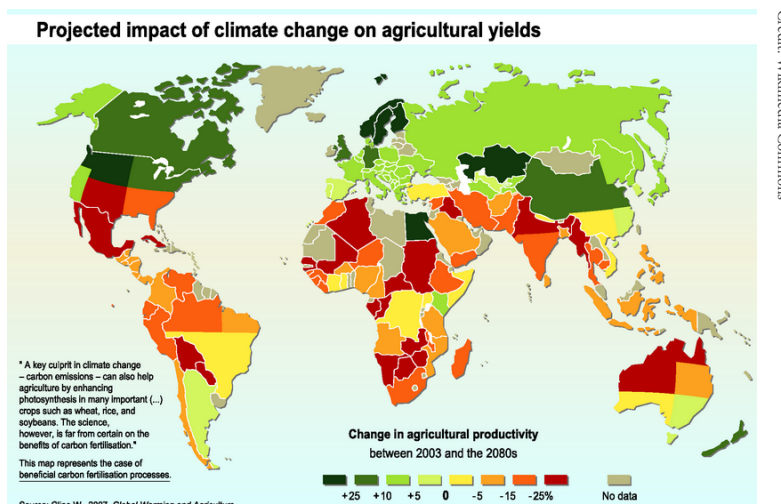 Projected impact of climate change on agricultural yields
" A key culprit in climate change
– carbon emissions – can also help
agriculture by enhancing
photosynthesis in many important (...)
crops such as wheat, rice, and
soybeans. The science,
however, is far from certain on the
benefits of carbon fertilisation."
This map represents the case of
beneficial carbon fertilisation processes.
Change in agricultural productivity
between 2003 and the 2080s
+25 +10 +5 0 -5 -15 -25% No data